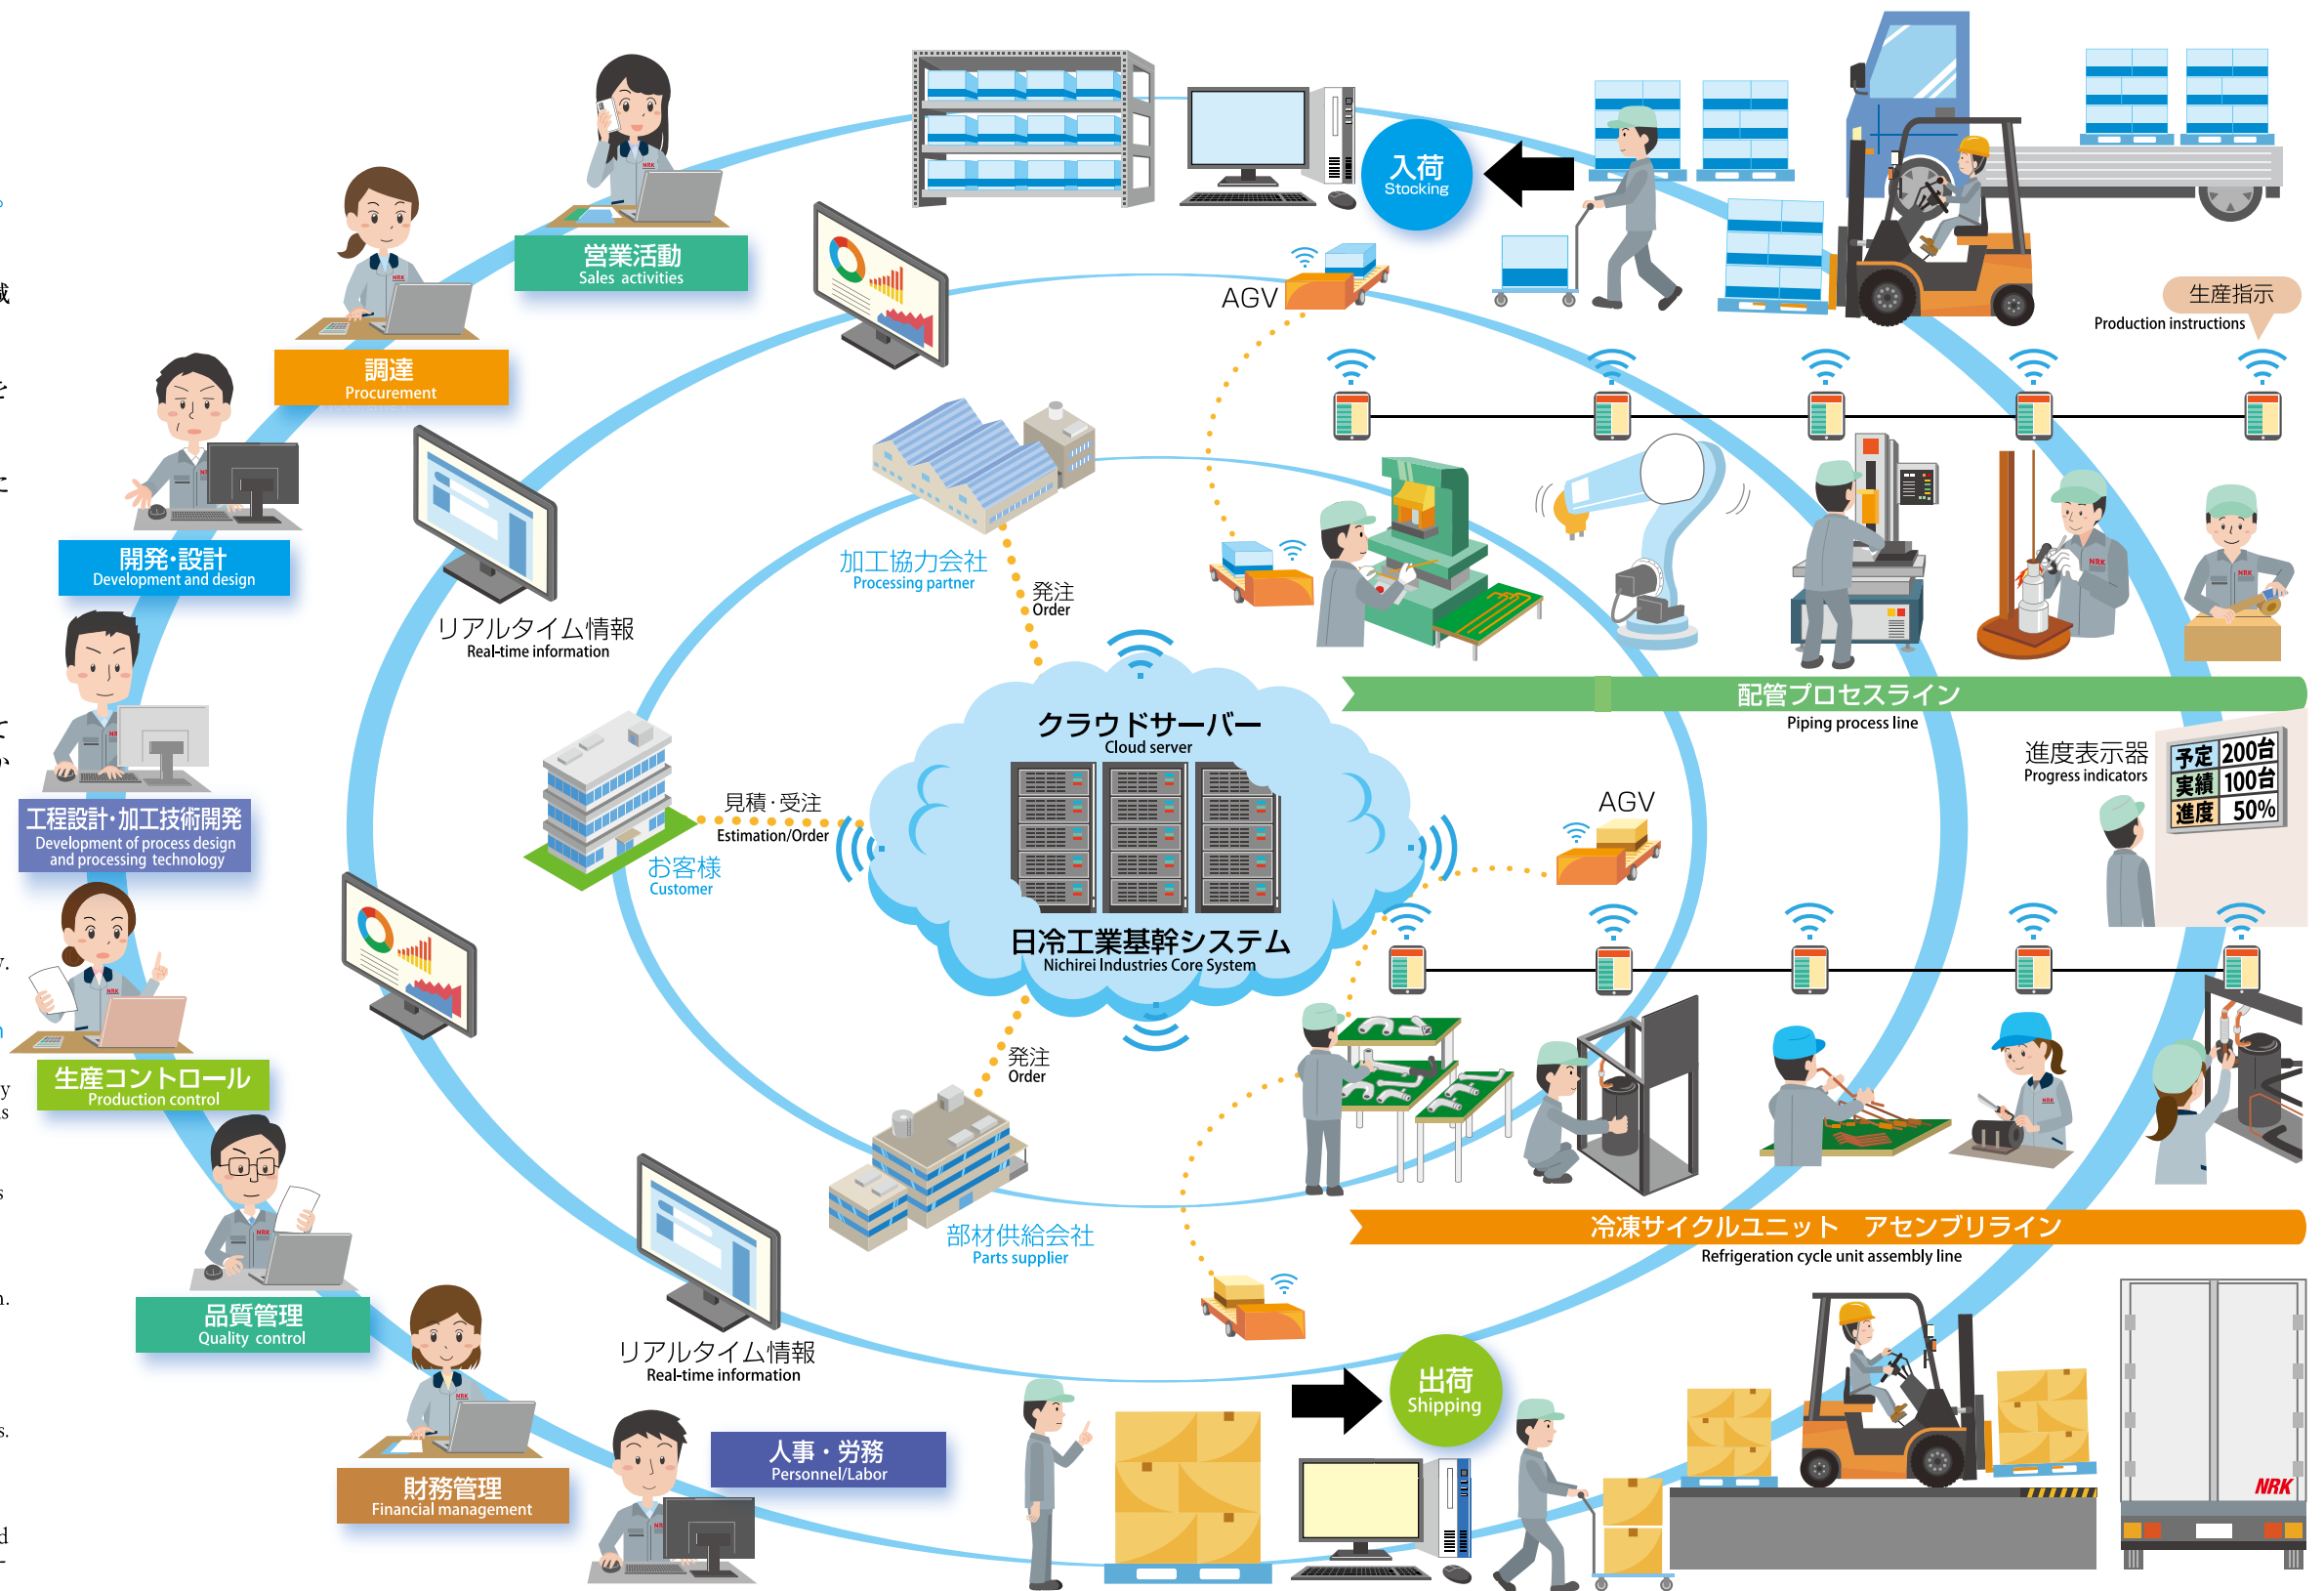 営業活動
Sales activities
調達
Procurement
開発・設計
Development and design
工程設計・加工技術開発
Development of process design
and processing technology
生産コントロール
Production control
品質管理
Quality control
財務管理
Financial management
人事・労務
Personnel/Labor
リアルタイム情報
Real-time information
リアルタイム情報
Real-time information
加工協力会社
Processing partner
発注
Order
お客様
Customer
見積・受注
Estimation/Order
クラウドサーバー
Cloud server
日冷工業基幹システム
Nichirei Industries Core System
発注
Order
部材供給会社
Parts supplier
入荷
Stocking
AGV
生産指示
Production instructions
配管プロセスライン
Piping process line
進度表示器
Progress indicators
予定 200台
実績 100台
進度 50%
AGV
冷凍サイクルユニット　アセンブリライン
Refrigeration cycle unit assembly line
出荷
Shipping
NRK
NRK
NRK
NRK
NRK
NRK
NRK
NRK
NRK